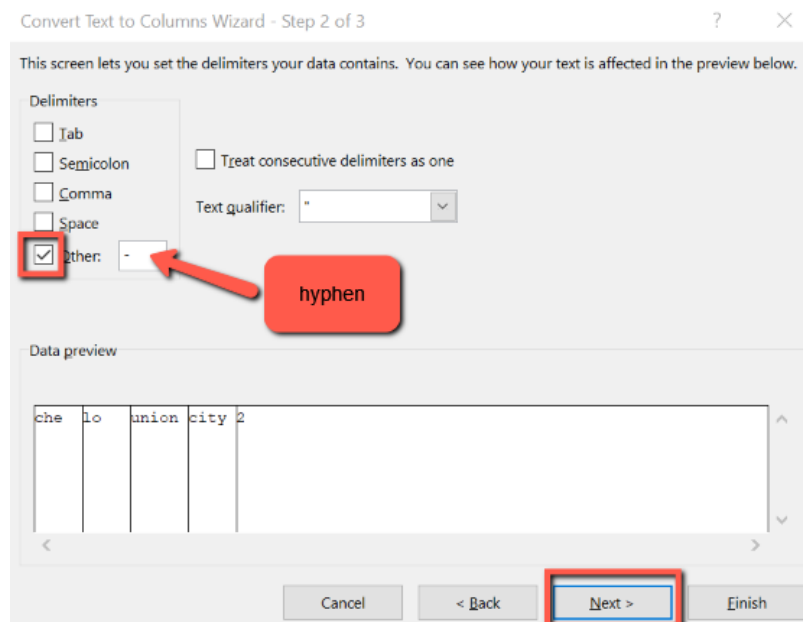 Convert Text to Columns Wizard - Step 2 of 3 ?
This screen lets you set the delimiters your data contains. You can see how your text is affected in the preview below.
Delimiters
Tab
Semicolon
Treat consecutive delimiters as one
Comma
Text qualifier: "
Space
Other: -
hyphen
Data preview
che lo union city 2
Cancel < Back Next > Finish